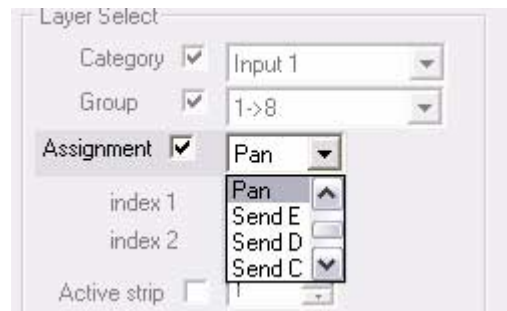 Layer Select
Category Input 1
Group 1->8
Assignment Pan
index 1 Pan
Send E
index 2 Send D
Send C
Active strip 1